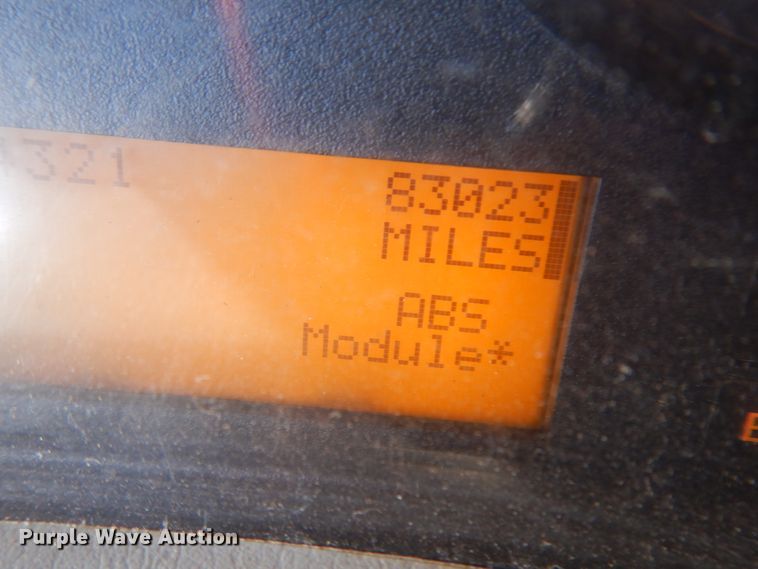 321
83023
MILES
ABS
Module*
E
Purple Wave Auction